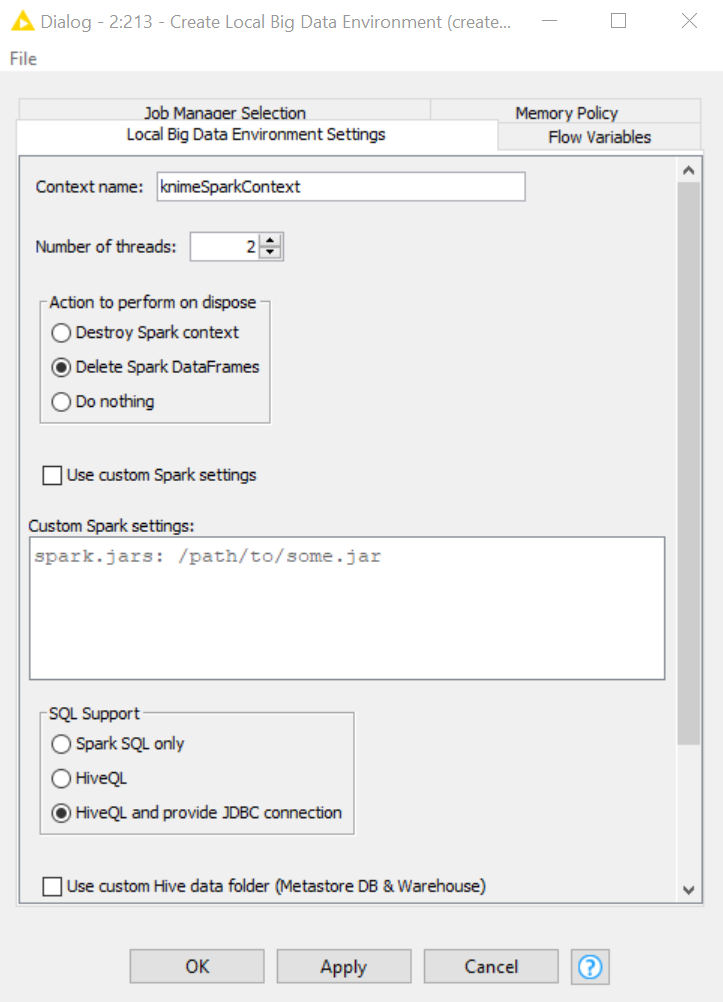 Dialog - 2:213 - Create Local Big Data Environment (create...
File
Job Manager Selection
Memory Policy
Local Big Data Environment Settings
Flow Variables
Context name: knimeSparkContext
Number of threads: 2
Action to perform on dispose
Destroy Spark context
Delete Spark DataFrames
Do nothing
Use custom Spark settings
Custom Spark settings:
spark.jars: /path/to/some.jar
SQL Support
Spark SQL only
HiveQL
HiveQL and provide JDBC connection
Use custom Hive data folder (Metastore DB & Warehouse)
OK
Apply
Cancel
?